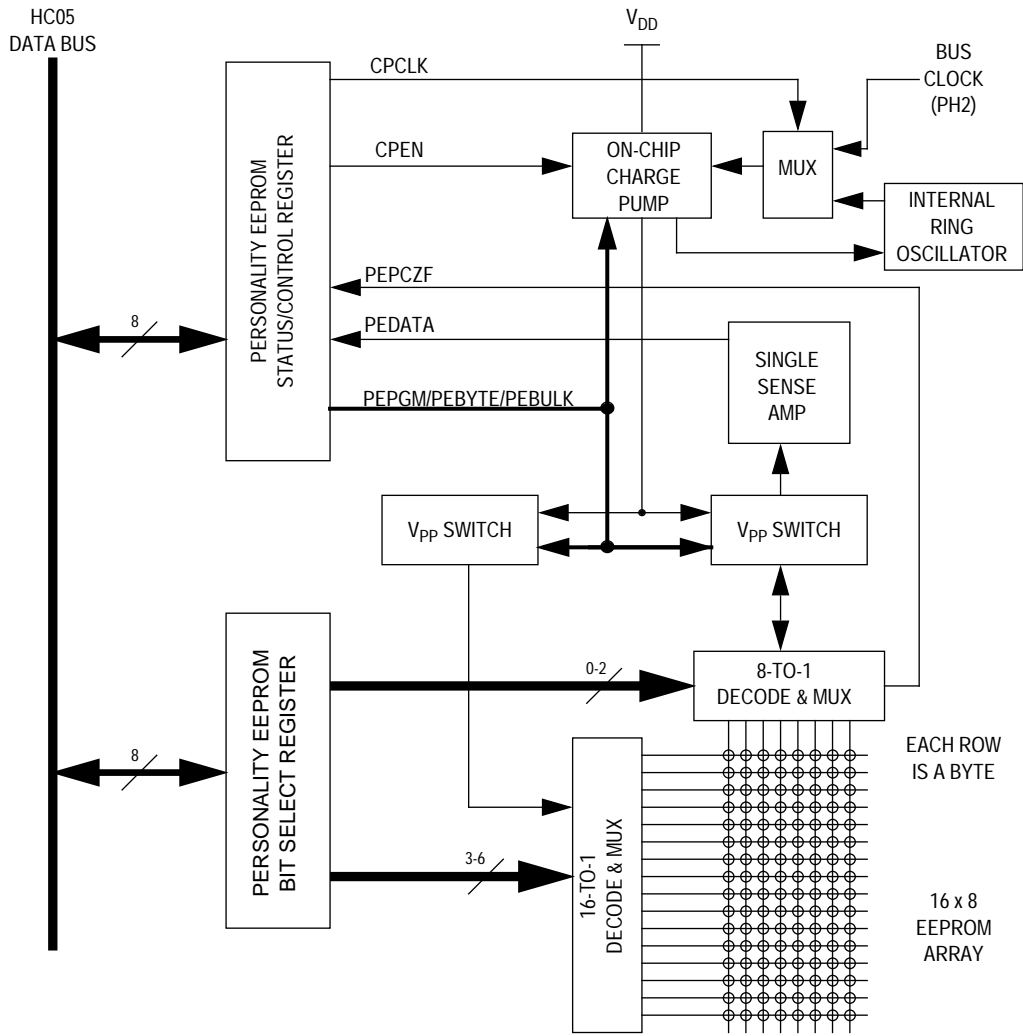 HC05
DATA BUS
V_DD
BUS
CLOCK
(PH2)
CPCLK
CPEN
ON-CHIP
CHARGE
PUMP
MUX
INTERNAL
RING
OSCILLATOR
PERSONALITY EEPROM
STATUS/CONTROL REGISTER
8
PEPCZF
PEDATA
PEPGM/PEBYTE/PEBULK
SINGLE
SENSE
AMP
V_PP SWITCH
V_PP SWITCH
PERSONALITY EEPROM
BIT SELECT REGISTER
8
0-2
8-TO-1
DECODE & MUX
3-6
16-TO-1
DECODE & MUX
EACH ROW
IS A BYTE
16 x 8
EEPROM
ARRAY